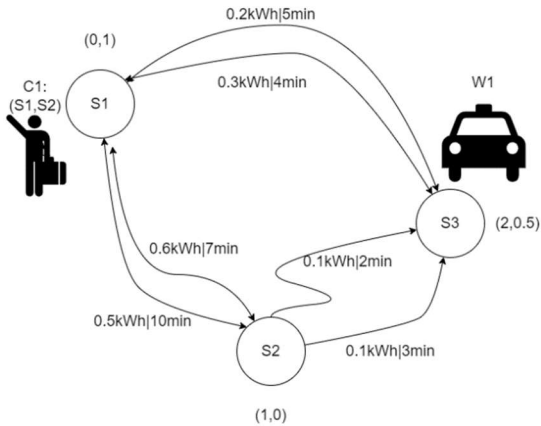 0.2kWh|5min
(0,1)
0.3kWh|4min
C1:
(S1,S2)
S1
W1
S3
(2,0.5)
0.6kWh|7min
0.1kWh|2min
0.5kWh|10min
S2
0.1kWh|3min
(1,0)